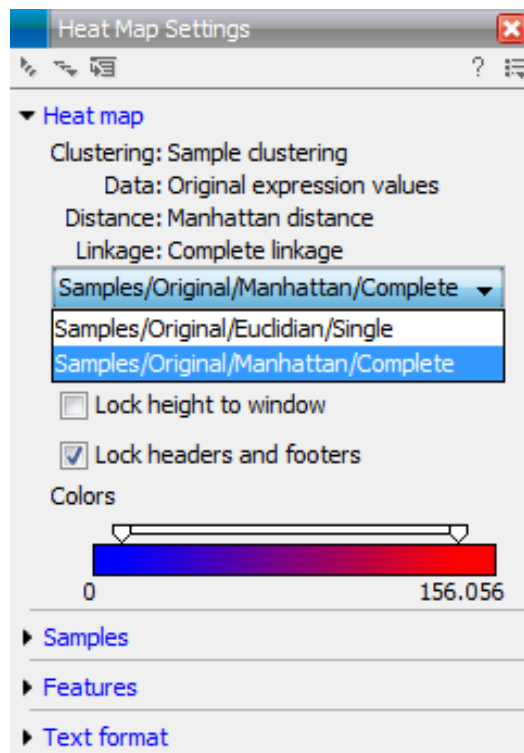 Heat Map Settings
?
Heat map
Clustering: Sample clustering
Data: Original expression values
Distance: Manhattan distance
Linkage: Complete linkage
Samples/Original/Manhattan/Complete
Samples/Original/Euclidian/Single
Samples/Original/Manhattan/Complete
Lock height to window
Lock headers and footers
Colors
0 156.056
Samples
Features
Text format